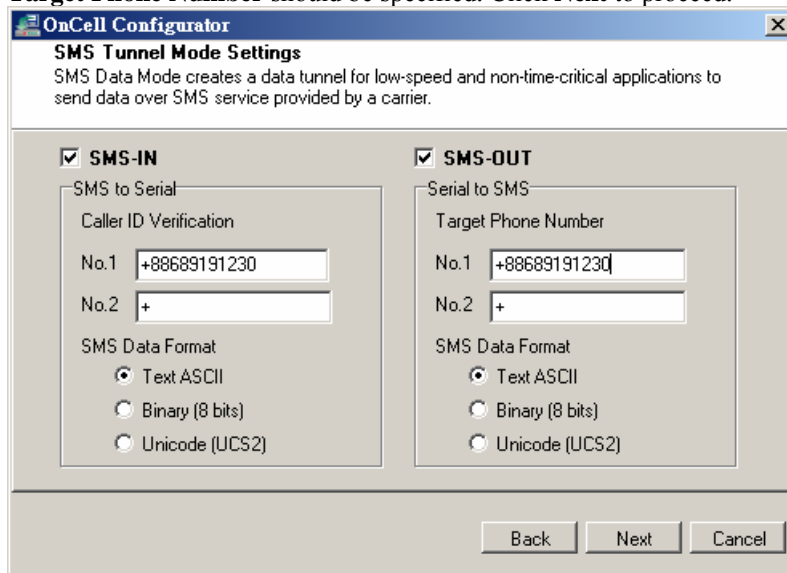 Target Phone Number should be specified. Click Next to proceed.
OnCell Configurator
SMS Tunnel Mode Settings
SMS Data Mode creates a data tunnel for low-speed and non-time-critical applications to
send data over SMS service provided by a carrier.
SMS-IN
SMS to Serial
Caller ID Verification
No.1 +88689191230
No.2 +
SMS Data Format
Text ASCII
Binary (8 bits)
Unicode (UCS2)
SMS-OUT
Serial to SMS
Target Phone Number
No.1 +88689191230
No.2 +
SMS Data Format
Text ASCII
Binary (8 bits)
Unicode (UCS2)
Back Next Cancel